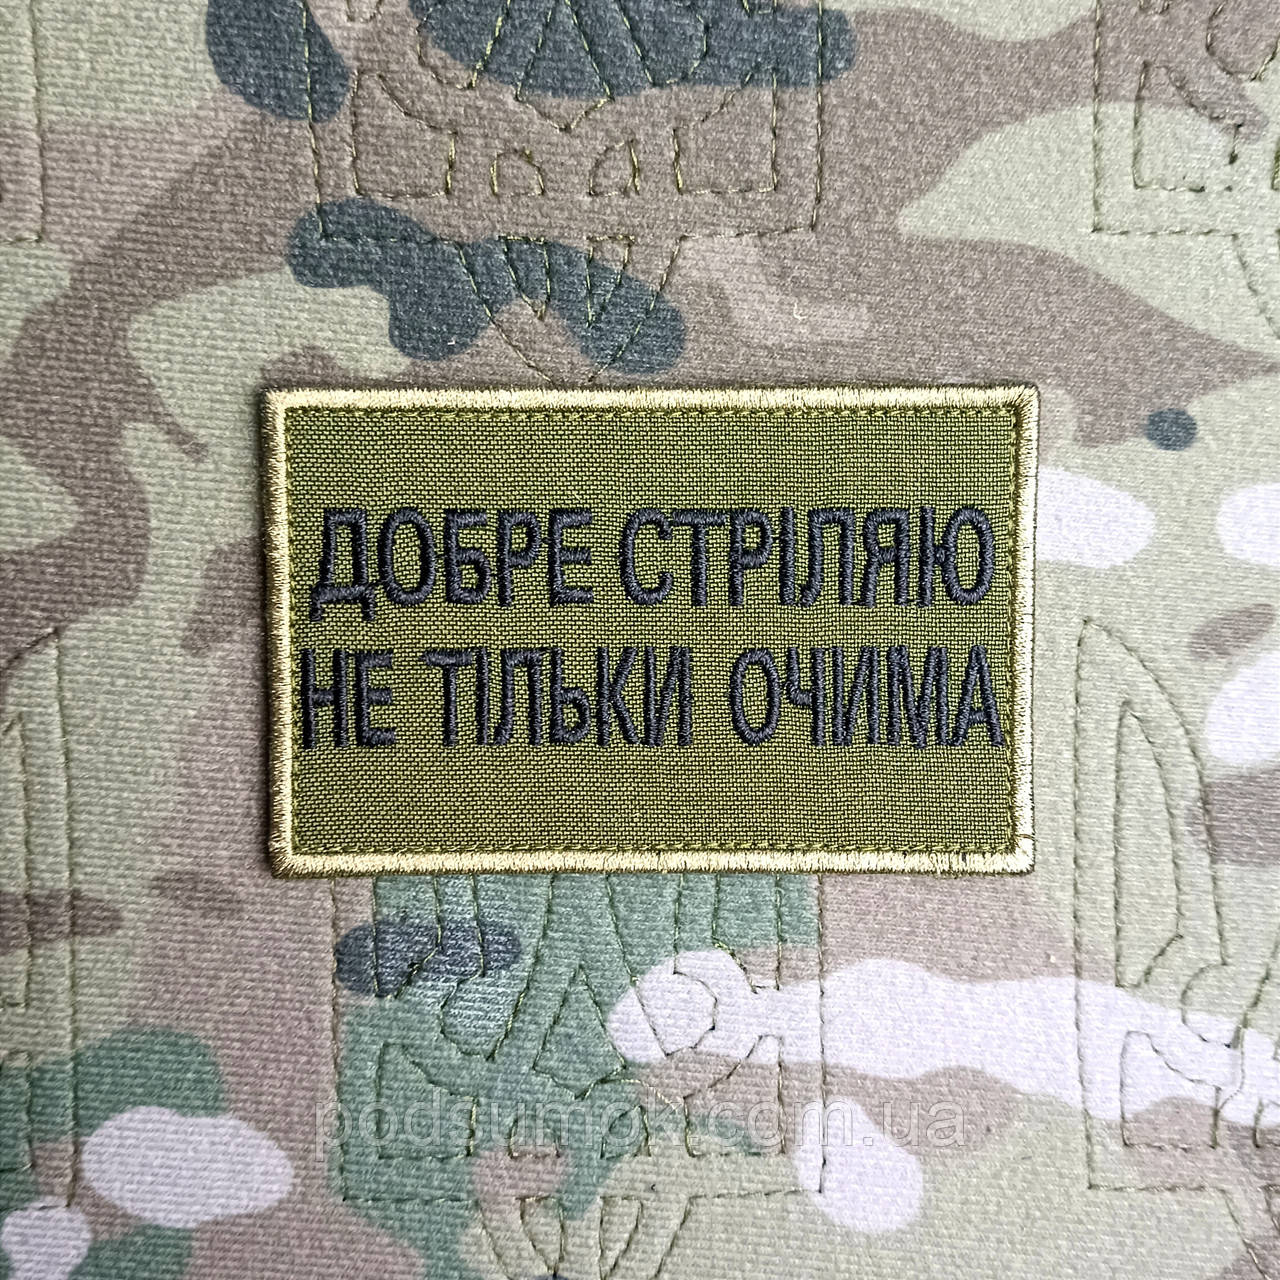 ДОБРЕ СТРІЛЯЮ
НЕ ТІЛЬКИ ОЧИМА
podsumok.com.ua